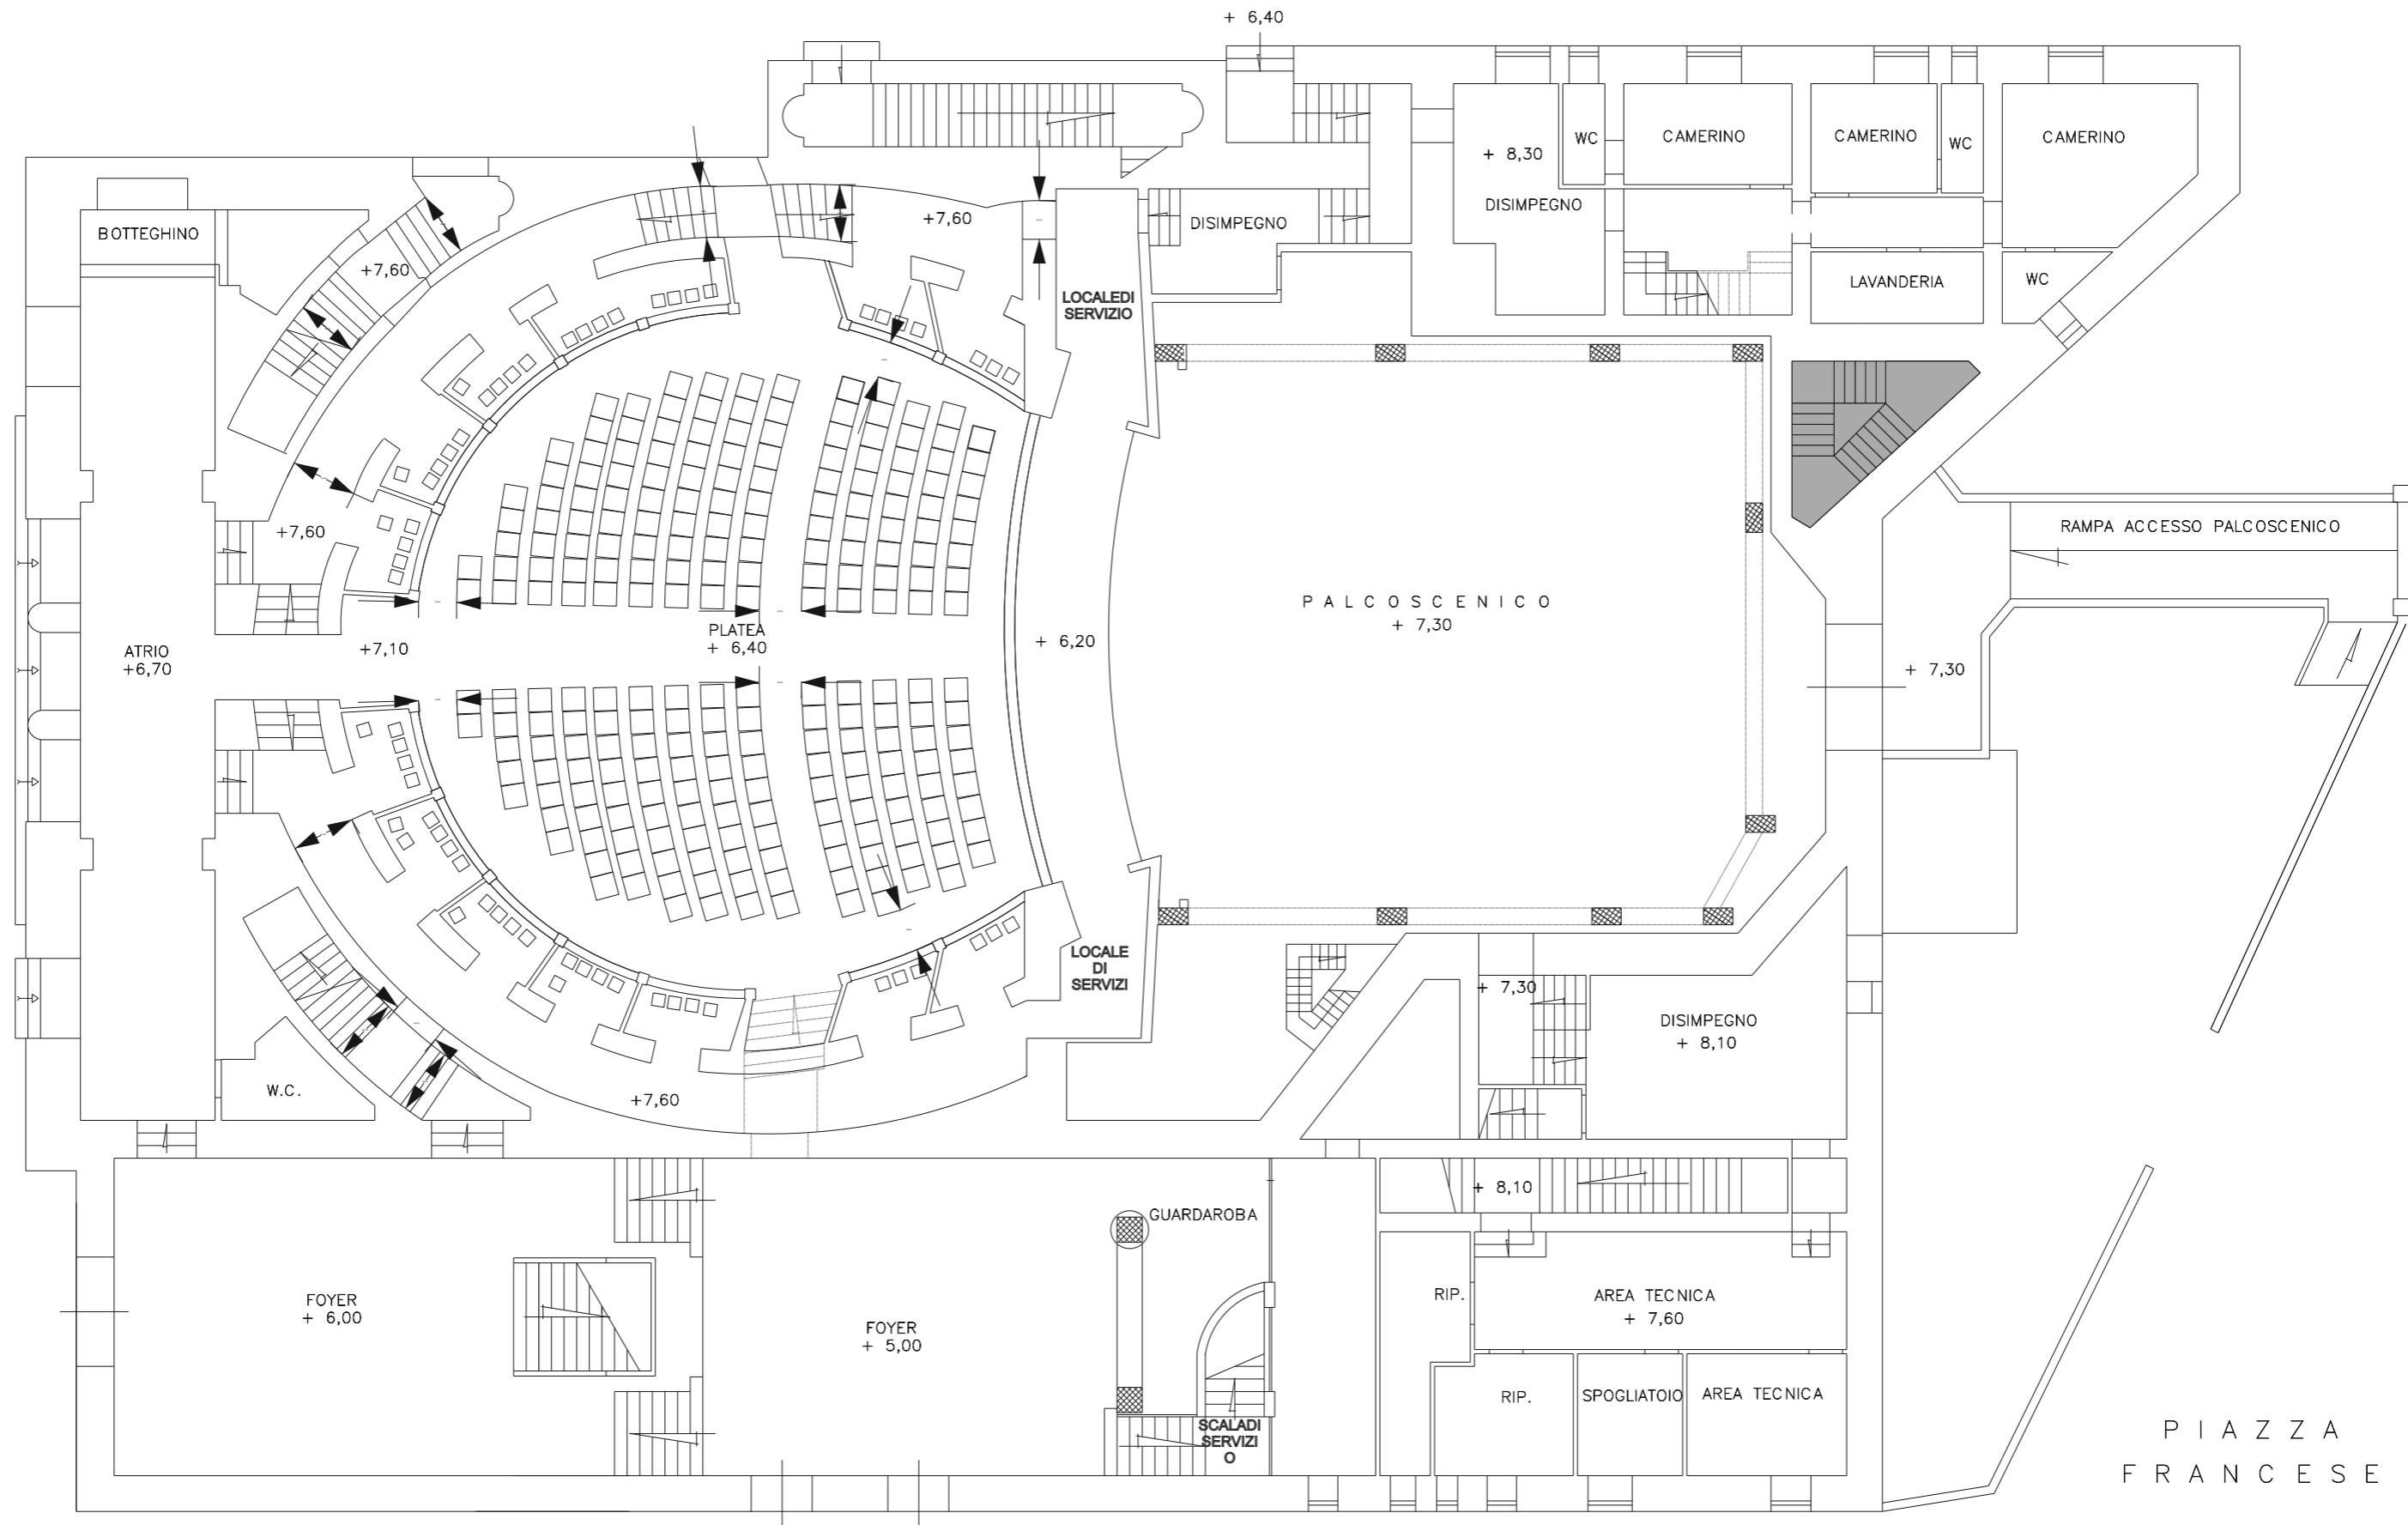 + 6,40
WC
CAMERINO
CAMERINO
WC
CAMERINO
+ 8,30
DISIMPEGNO
+7,60
DISIMPEGNO
BOTTEGHINO
+7,60
LAVANDERIA
WC
LOCALEDI
SERVIZIO
+7,60
RAMPA ACCESSO PALCOSCENICO
PALCOSCENICO
+ 7,30
PLATEA
+ 6,40
+ 6,20
+7,10
ATRIO
+6,70
+ 7,30
LOCALE
DI
SERVIZI
+ 7,30
DISIMPEGNO
+ 8,10
W.C.
+7,60
+ 8,10
GUARDAROBA
FOYER
+ 6,00
FOYER
+ 5,00
RIP.
AREA TECNICA
+ 7,60
RIP.
SPOGLIATOIO
AREA TECNICA
SCALADI
SERVIZI
O
PIAZZA
FRANCESE